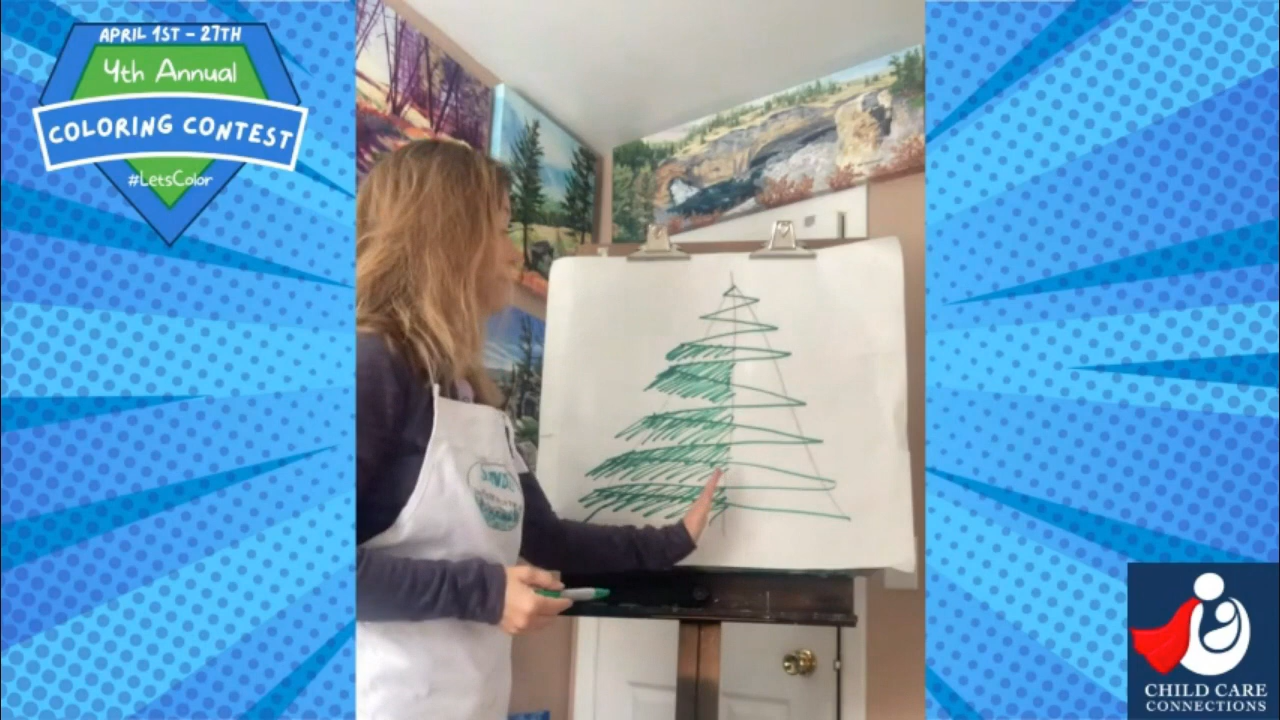 APRIL 1ST - 27TH
4th Annual
COLORING CONTEST
#LetsColor
CHILD CARE
CONNECTIONS